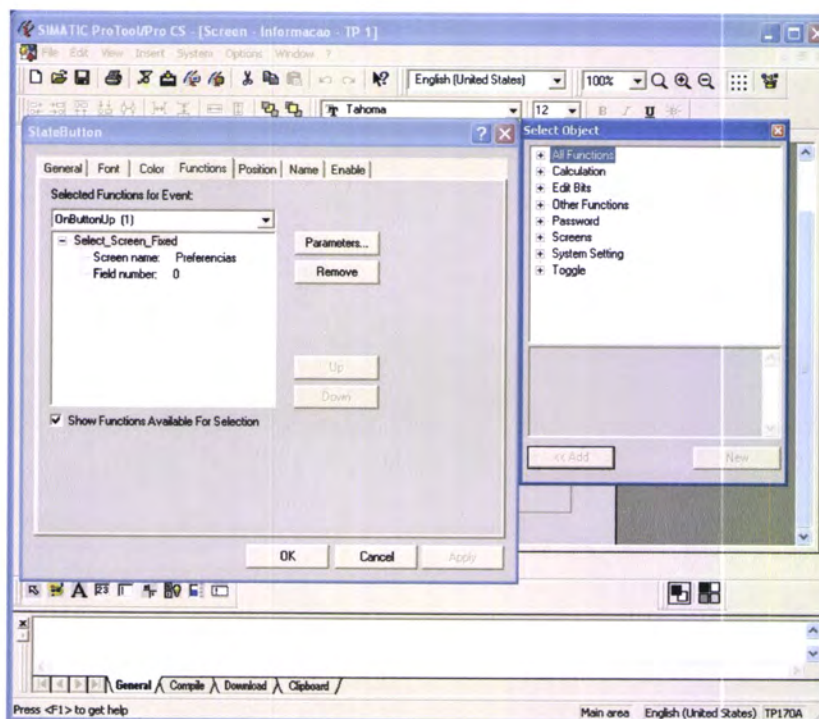 SIMATIC ProTool/Pro CS - [Screen - Informacao - TP 1]
File Edit View Insert System Options Window ?
English (United States) 100%
Tahoma 12 B I U
StateButton
General Font Color Functions Position Name Enable
Selected Functions for Event:
OnButtonUp (1)
Select_Screen_Fixed
Screen name: Preferencias
Field number: 0
Parameters...
Remove
Up
Down
Show Functions Available For Selection
OK Cancel Apply
Select Object
All Functions
Calculation
Edit Bits
Other Functions
Password
Screens
System Setting
Toggle
<< Add New
General Compile Download Clipboard
Press <F1> to get help Main area English (United States) TP170A